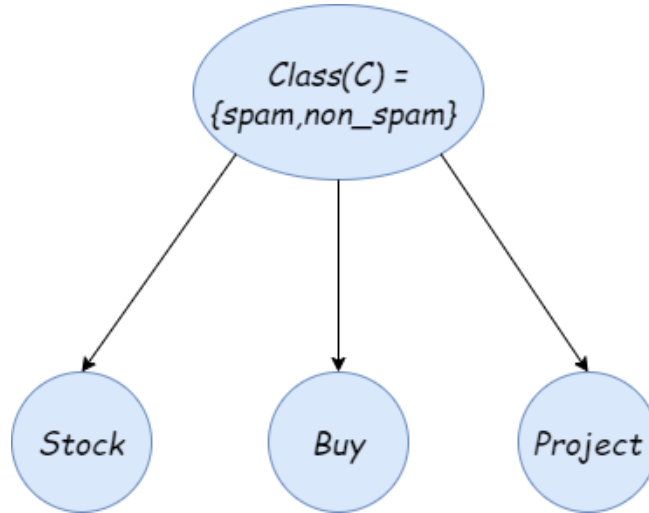 Class(C) =
{spam,non_spam}
Stock
Buy
Project